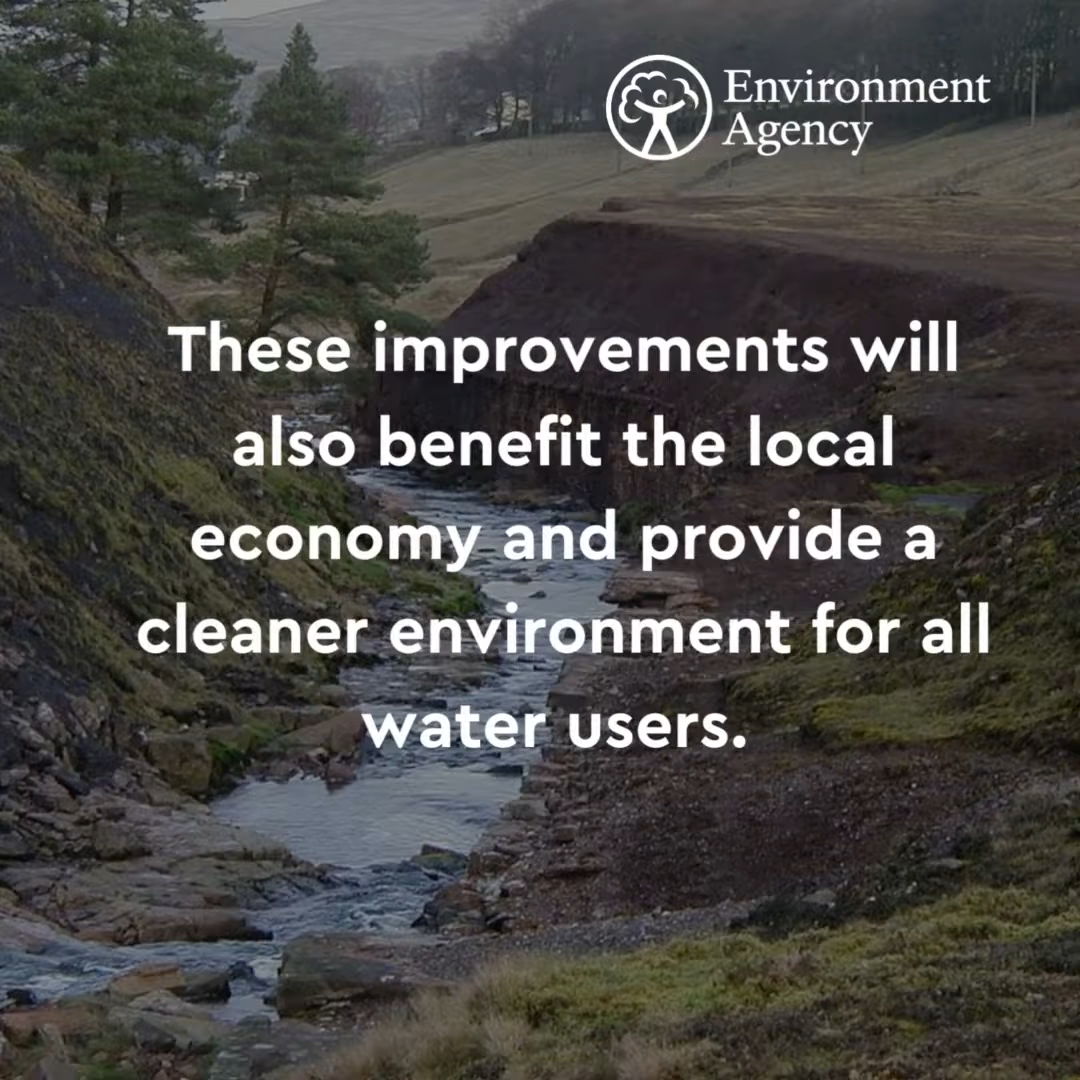 Environment
Agency
These improvements will
also benefit the local
economy and provide a
cleaner environment for all
water users.